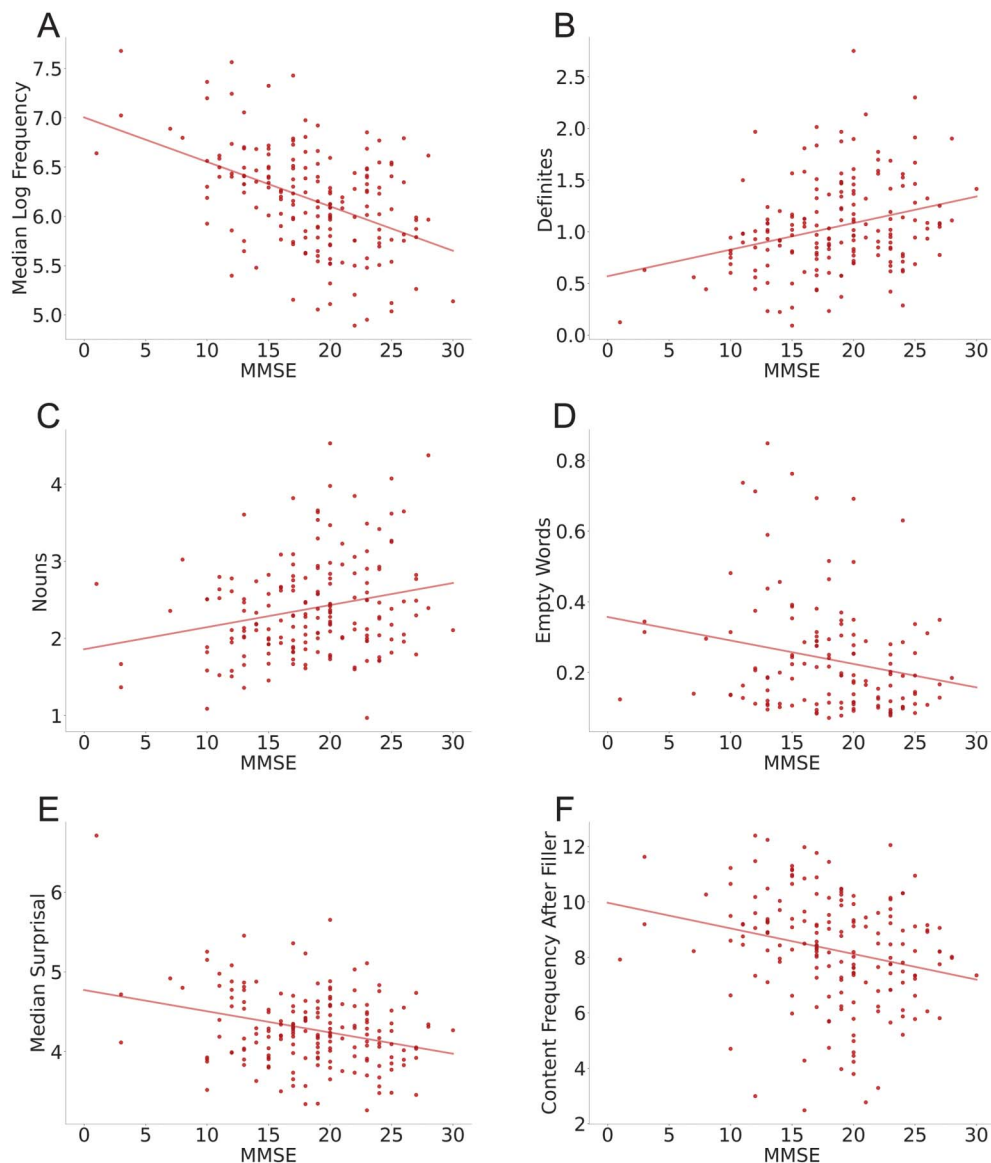 A
Median Log Frequency
7.5
7.0
6.5
6.0
5.5
5.0
0 5 10 15 20 25 30
MMSE
B
Definites
2.5
2.0
1.5
1.0
0.5
0.0
0 5 10 15 20 25 30
MMSE
C
Nouns
4
3
2
1
0 5 10 15 20 25 30
MMSE
D
Empty Words
0.8
0.6
0.4
0.2
0 5 10 15 20 25 30
MMSE
E
Median Surprisal
6
5
4
0 5 10 15 20 25 30
MMSE
F
Content Frequency After Filler
12
10
8
6
4
2
0 5 10 15 20 25 30
MMSE